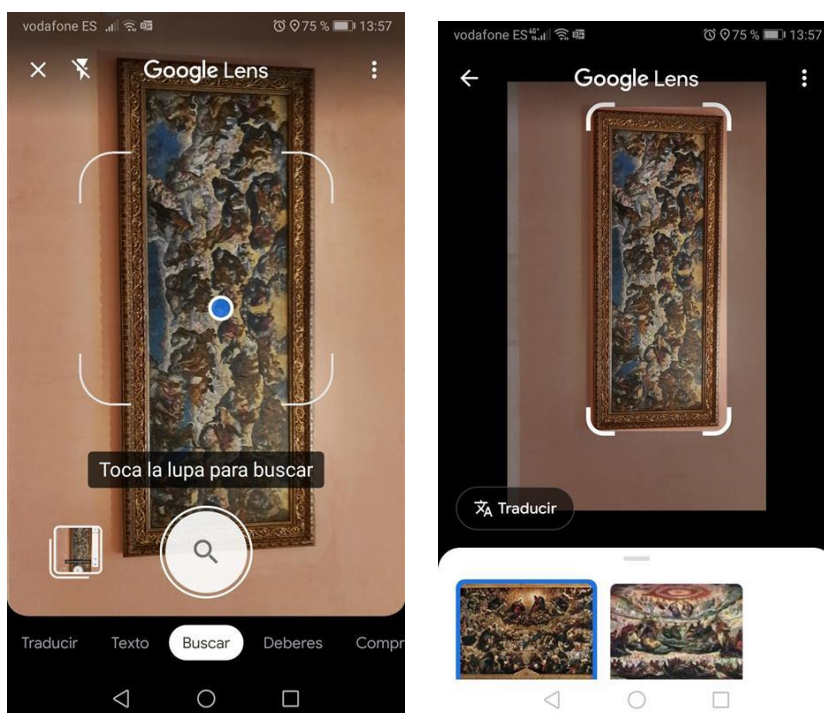 vodafone ES 75 % 13:57
Google Lens
Toca la lupa para buscar
Traducir Texto Buscar Deberes Compr
vodafone ES 4G 75 % 13:57
Google Lens
Traducir